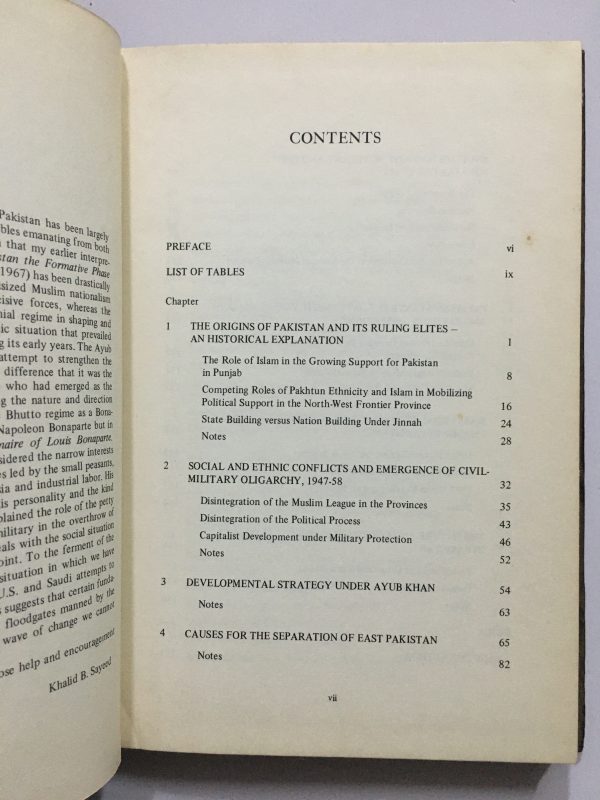 Pakistan has been largely
bles emanating from both
n that my earlier interpre-
stan the Formative Phase
1967) has been drastically
sized Muslim nationalism
cisive forces, whereas the
nial regime in shaping and
ic situation that prevailed
ng its early years. The Ayub
attempt to strengthen the
difference that it was the
who had emerged as the
ng the nature and direction
Bhutto regime as a Bona-
Napoleon Bonaparte but in
naire of Louis Bonaparte.
sidered the narrow interests
es led by the small peasants,
sia and industrial labor. His
his personality and the kind
plained the role of the petty
military in the overthrow of
eals with the social situation
point. To the ferment of the
situation in which we have
U.S. and Saudi attempts to
s suggests that certain funda-
floodgates manned by the
wave of change we cannot
ose help and encouragement
Khalid B. Sayeed
CONTENTS
PREFACE vi
LIST OF TABLES ix
Chapter
1 THE ORIGINS OF PAKISTAN AND ITS RULING ELITES –
AN HISTORICAL EXPLANATION 1
The Role of Islam in the Growing Support for Pakistan
in Punjab 8
Competing Roles of Pakhtun Ethnicity and Islam in Mobilizing
Political Support in the North-West Frontier Province 16
State Building versus Nation Building Under Jinnah 24
Notes 28
2 SOCIAL AND ETHNIC CONFLICTS AND EMERGENCE OF CIVIL-
MILITARY OLIGARCHY, 1947-58 32
Disintegration of the Muslim League in the Provinces 35
Disintegration of the Political Process 43
Capitalist Development under Military Protection 46
Notes 52
3 DEVELOPMENTAL STRATEGY UNDER AYUB KHAN 54
Notes 63
4 CAUSES FOR THE SEPARATION OF EAST PAKISTAN 65
Notes 82
vii